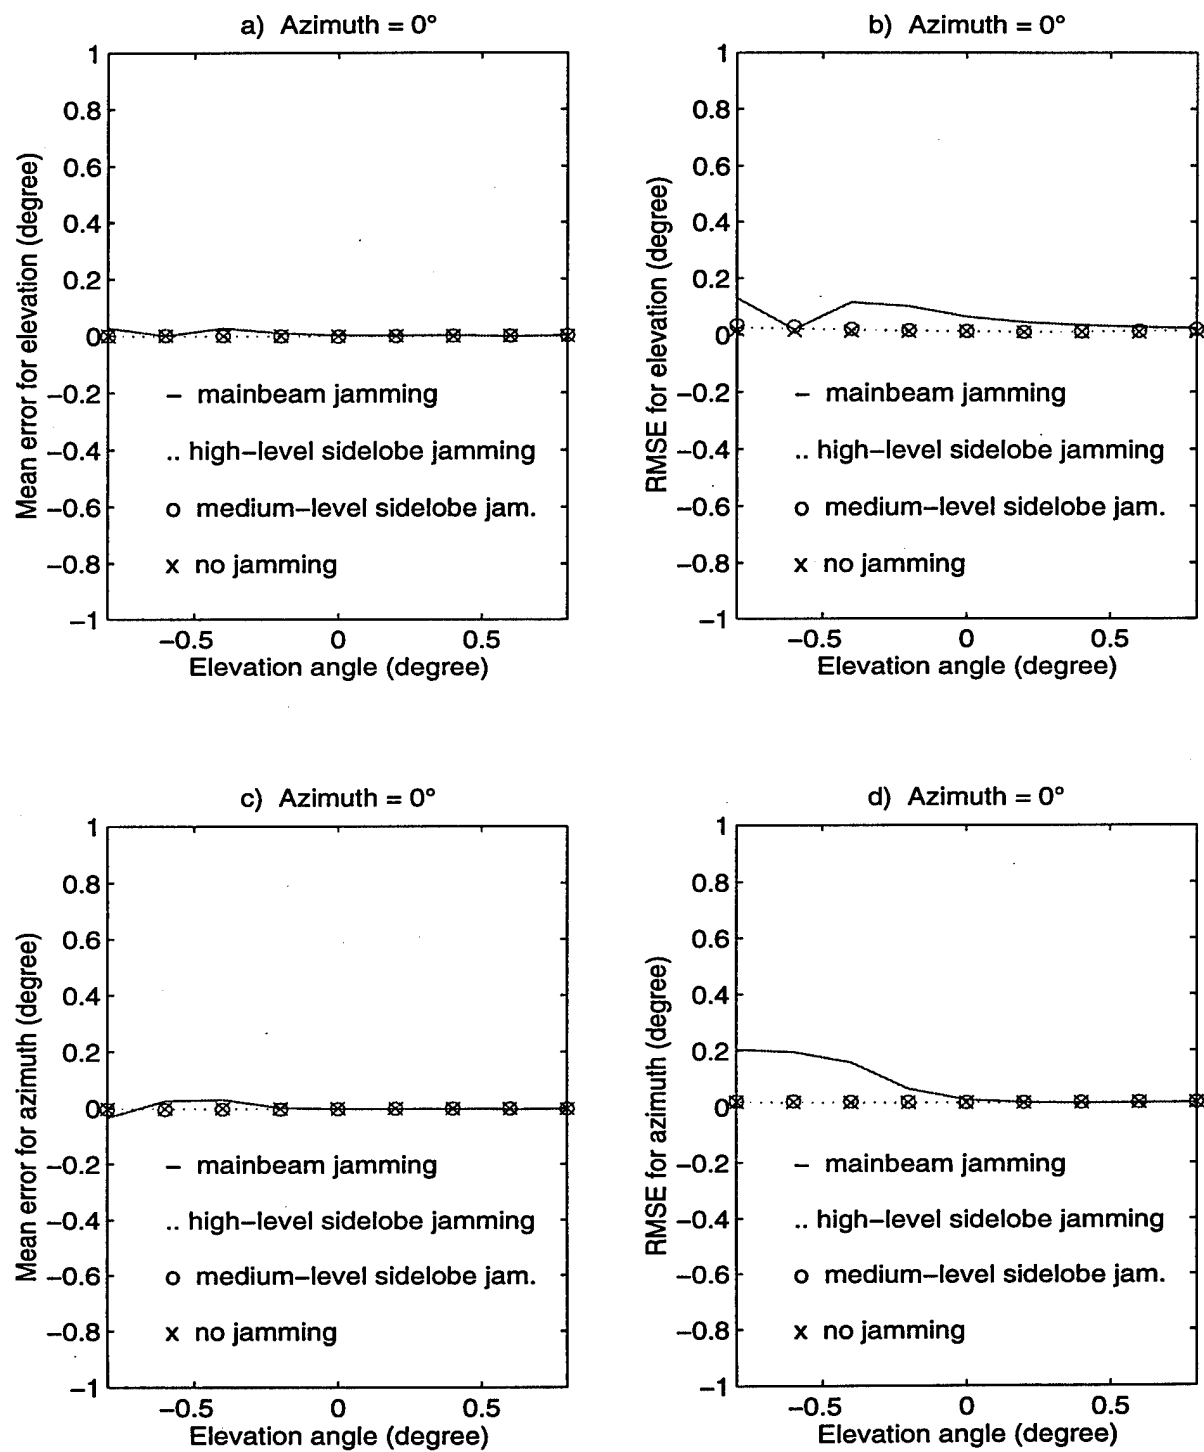 a) Azimuth = 0°
1
0.8
0.6
0.4
0.2
0
−0.2
−0.4
−0.6
−0.8
−1
Mean error for elevation (degree)
− mainbeam jamming
.. high−level sidelobe jamming
o medium−level sidelobe jam.
x no jamming
−0.5 0 0.5
Elevation angle (degree)
b) Azimuth = 0°
1
0.8
0.6
0.4
0.2
0
−0.2
−0.4
−0.6
−0.8
−1
RMSE for elevation (degree)
− mainbeam jamming
.. high−level sidelobe jamming
o medium−level sidelobe jam.
x no jamming
−0.5 0 0.5
Elevation angle (degree)
c) Azimuth = 0°
1
0.8
0.6
0.4
0.2
0
−0.2
−0.4
−0.6
−0.8
−1
Mean error for azimuth (degree)
− mainbeam jamming
.. high−level sidelobe jamming
o medium−level sidelobe jam.
x no jamming
−0.5 0 0.5
Elevation angle (degree)
d) Azimuth = 0°
1
0.8
0.6
0.4
0.2
0
−0.2
−0.4
−0.6
−0.8
−1
RMSE for azimuth (degree)
− mainbeam jamming
.. high−level sidelobe jamming
o medium−level sidelobe jam.
x no jamming
−0.5 0 0.5
Elevation angle (degree)